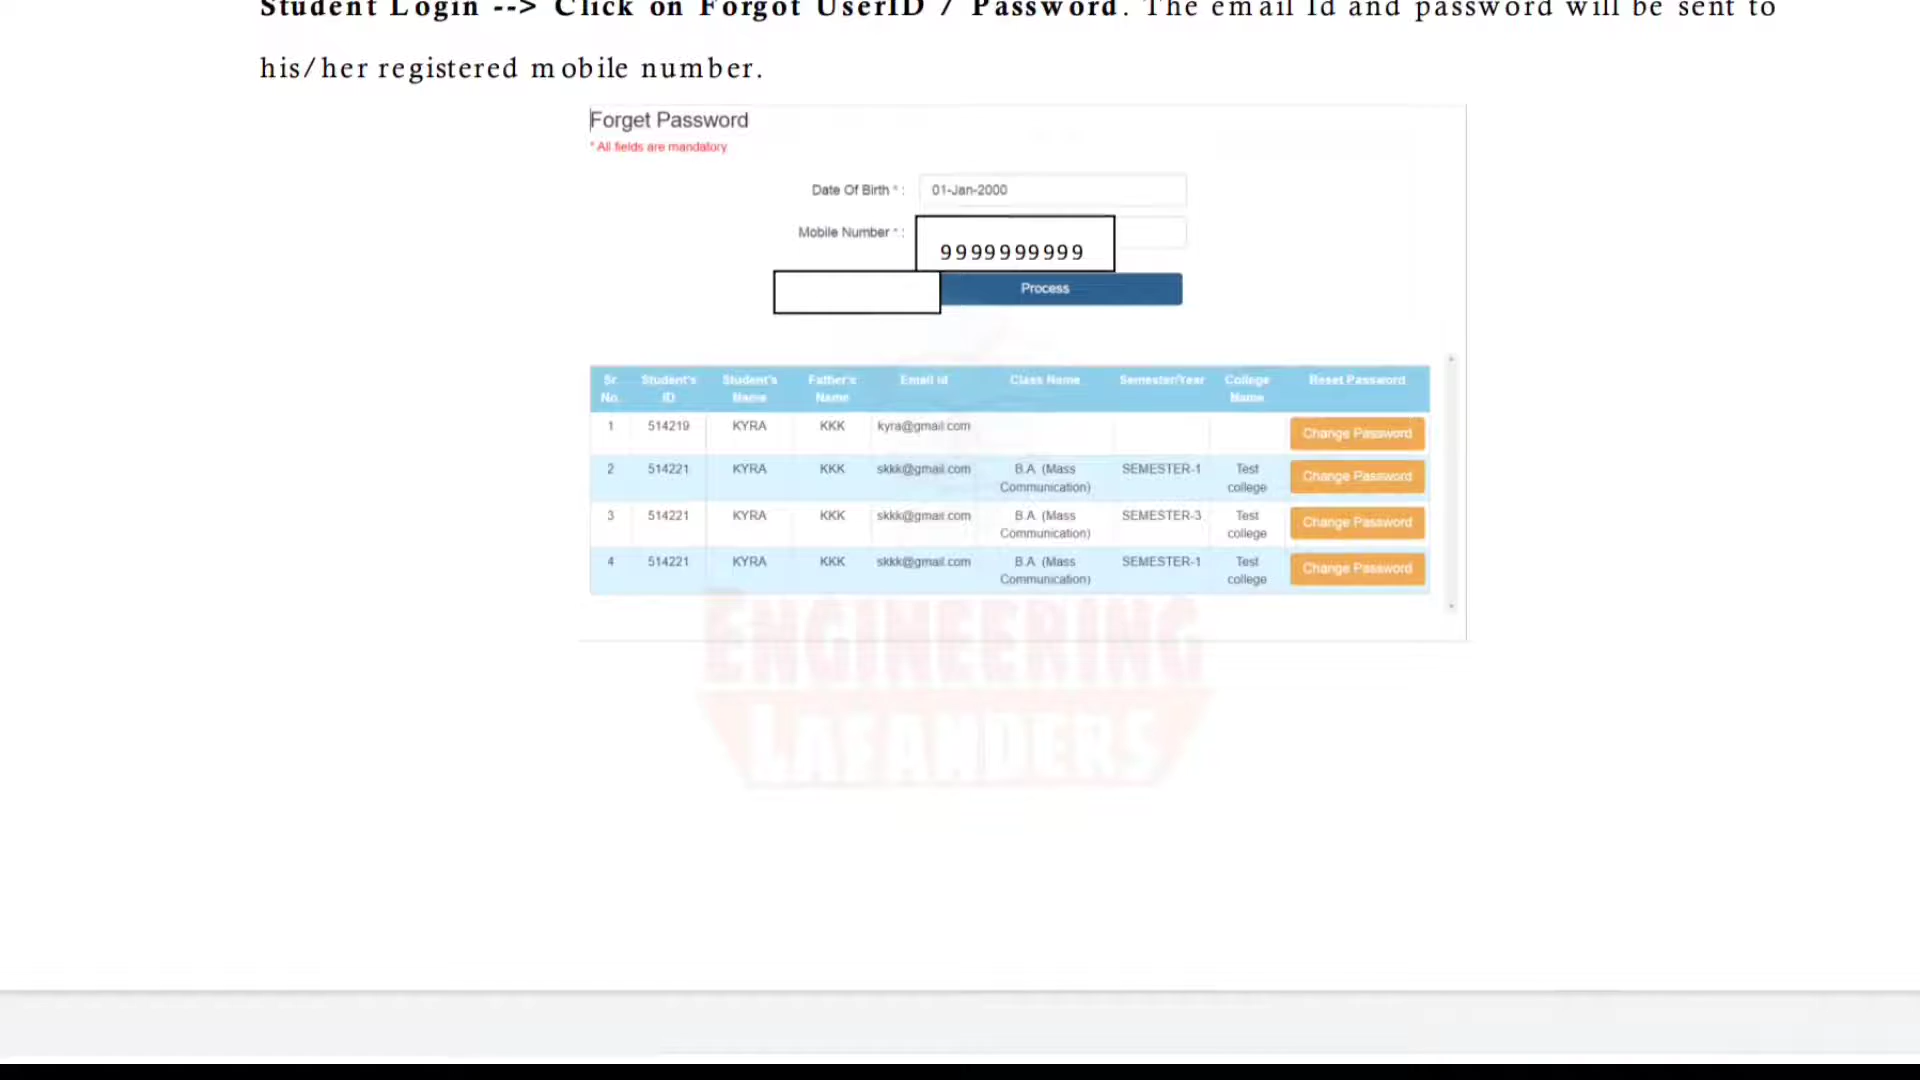 Student Login --> Click on Forgot UserID / Password. The email Id and password will be sent to
his/her registered mobile number.
Forget Password
* All fields are mandatory
Date Of Birth * : 01-Jan-2000
Mobile Number * : 9999999999
Process
Sr. No. Student's ID Student's Name Father's Name Email Id Class Name Semester/Year College Name Reset Password
1 514219 KYRA KKK kyra@gmail.com Change Password
2 514221 KYRA KKK skkk@gmail.com B.A. (Mass Communication) SEMESTER-1 Test college Change Password
3 514221 KYRA KKK skkk@gmail.com B.A. (Mass Communication) SEMESTER-3 Test college Change Password
4 514221 KYRA KKK skkk@gmail.com B.A. (Mass Communication) SEMESTER-1 Test college Change Password
ENGINEERING
LAFANDERS